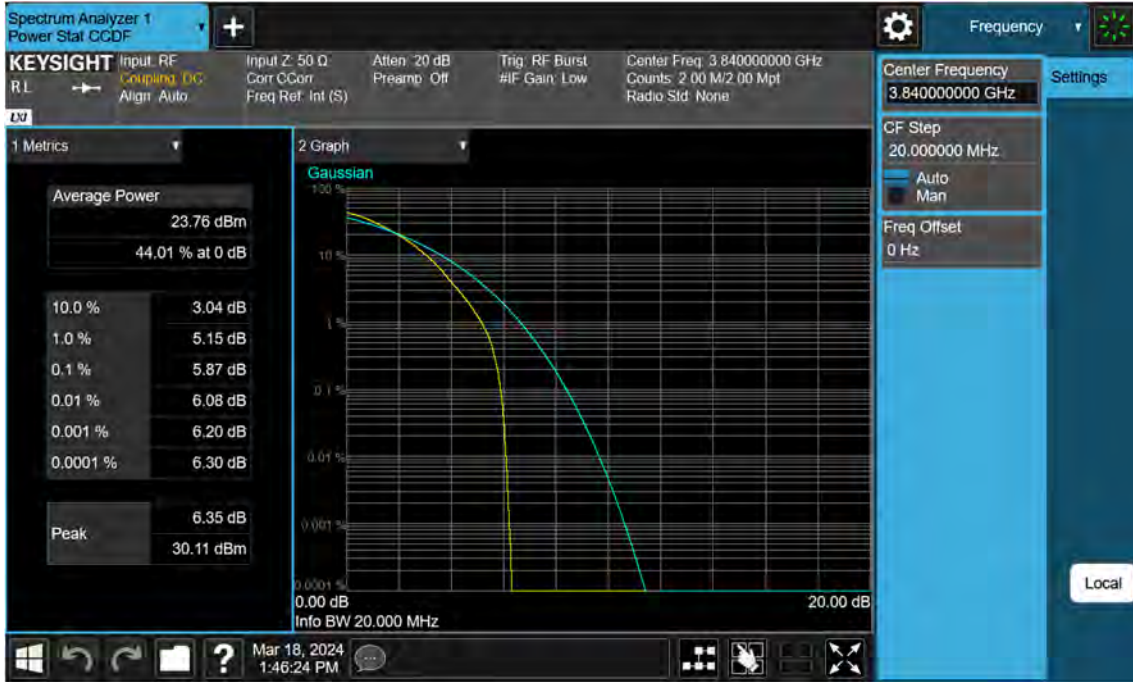 Spectrum Analyzer 1
Power Stat CCDF
Frequency
KEYSIGHT
R L
LXI
Input: RF
Coupling: DC
Align: Auto
Input Z: 50 Ω
Corr CCorr
Freq Ref: Int (S)
Atten: 20 dB
Preamp: Off
Trig: RF Burst
#IF Gain: Low
Center Freq: 3.840000000 GHz
Counts: 2.00 M/2.00 Mpt
Radio Std: None
Center Frequency
3.840000000 GHz
Settings
CF Step
20.000000 MHz
Auto
Man
Freq Offset
0 Hz
1 Metrics
Average Power
23.76 dBm
44.01 % at 0 dB
10.0 % 3.04 dB
1.0 % 5.15 dB
0.1 % 5.87 dB
0.01 % 6.08 dB
0.001 % 6.20 dB
0.0001 % 6.30 dB
Peak
6.35 dB
30.11 dBm
2 Graph
Gaussian
100 %
10 %
1 %
0.1 %
0.01 %
0.001 %
0.0001 %
0.00 dB 20.00 dB
Info BW 20.000 MHz
Local
Mar 18, 2024
1:46:24 PM